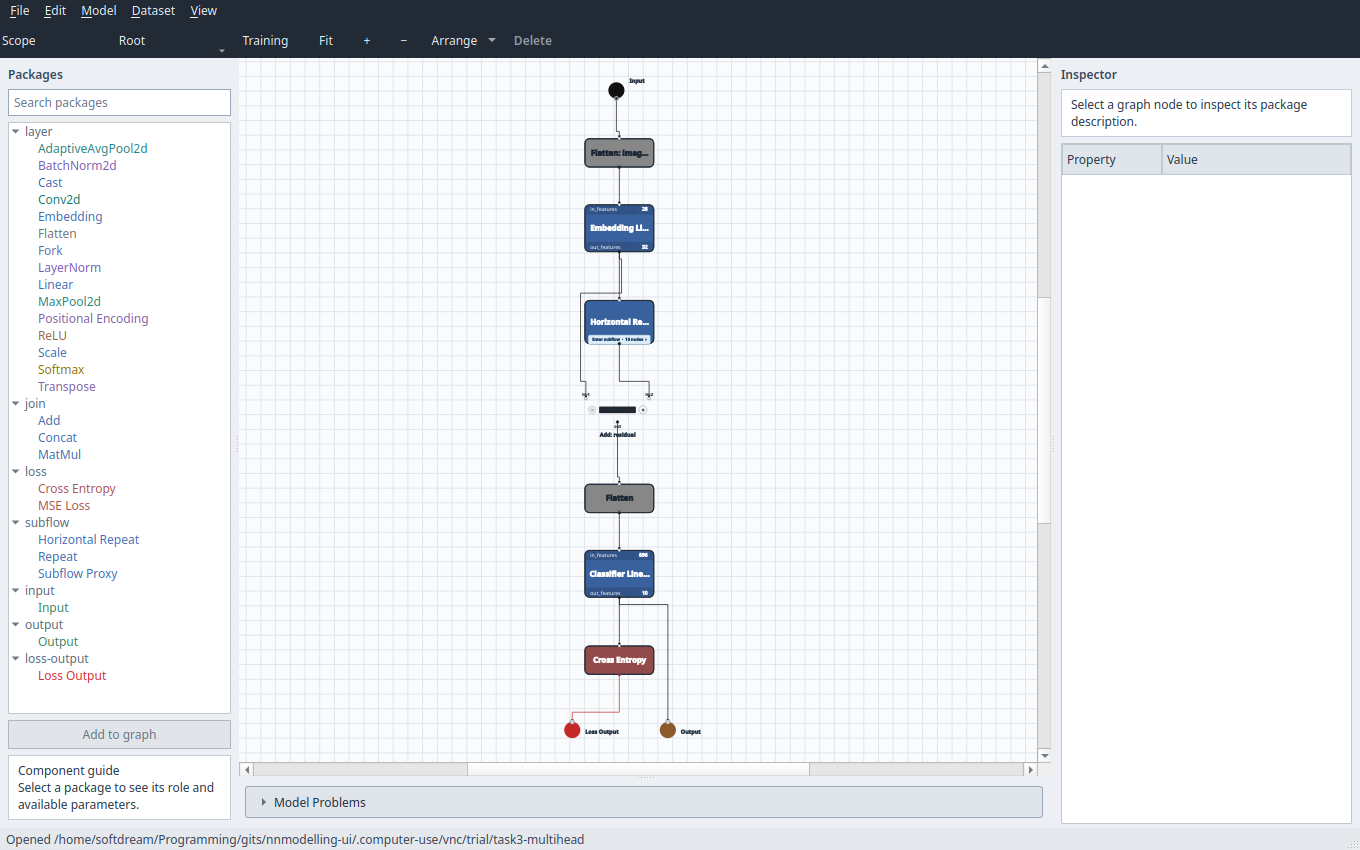 File Edit Model Dataset View
Scope Root Training Fit + − Arrange Delete
Packages
Search packages
layer
AdaptiveAvgPool2d
BatchNorm2d
Cast
Conv2d
Embedding
Flatten
Fork
LayerNorm
Linear
MaxPool2d
Positional Encoding
ReLU
Scale
Softmax
Transpose
join
Add
Concat
MatMul
loss
Cross Entropy
MSE Loss
subflow
Horizontal Repeat
Repeat
Subflow Proxy
input
Input
output
Output
loss-output
Loss Output
Add to graph
Component guide
Select a package to see its role and
available parameters.
Input
Flatten: Imag...
in_features 28
Embedding Li...
out_features 32
Horizontal Re...
Enter subflow · 10 nodes ›
Add: residual
Flatten
in_features 896
Classifier Line...
out_features 10
Cross Entropy
Loss Output
Output
Model Problems
Inspector
Select a graph node to inspect its package
description.
Property Value
Opened /home/softdream/Programming/gits/nnmodelling-ui/.computer-use/vnc/trial/task3-multihead